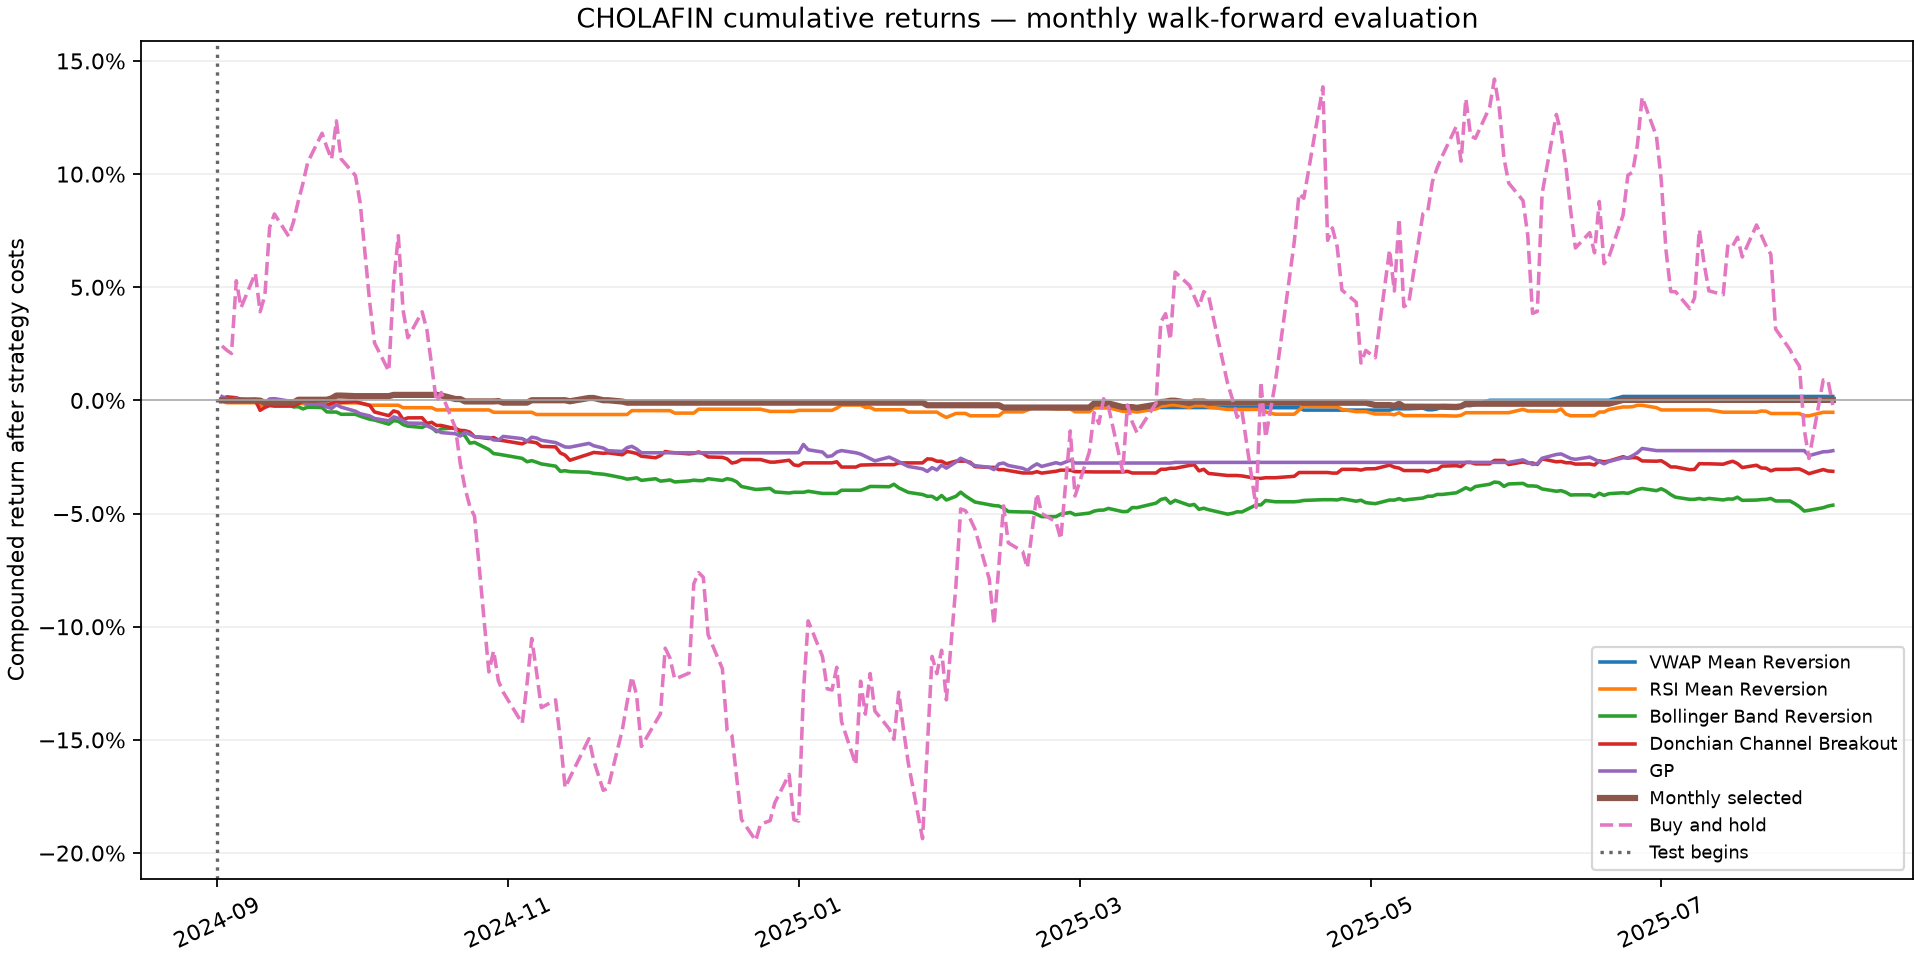 CHOLAFIN cumulative returns — monthly walk-forward evaluation
Compounded return after strategy costs
15.0%
10.0%
5.0%
0.0%
−5.0%
−10.0%
−15.0%
−20.0%
2024-09
2024-11
2025-01
2025-03
2025-05
2025-07
VWAP Mean Reversion
RSI Mean Reversion
Bollinger Band Reversion
Donchian Channel Breakout
GP
Monthly selected
Buy and hold
Test begins